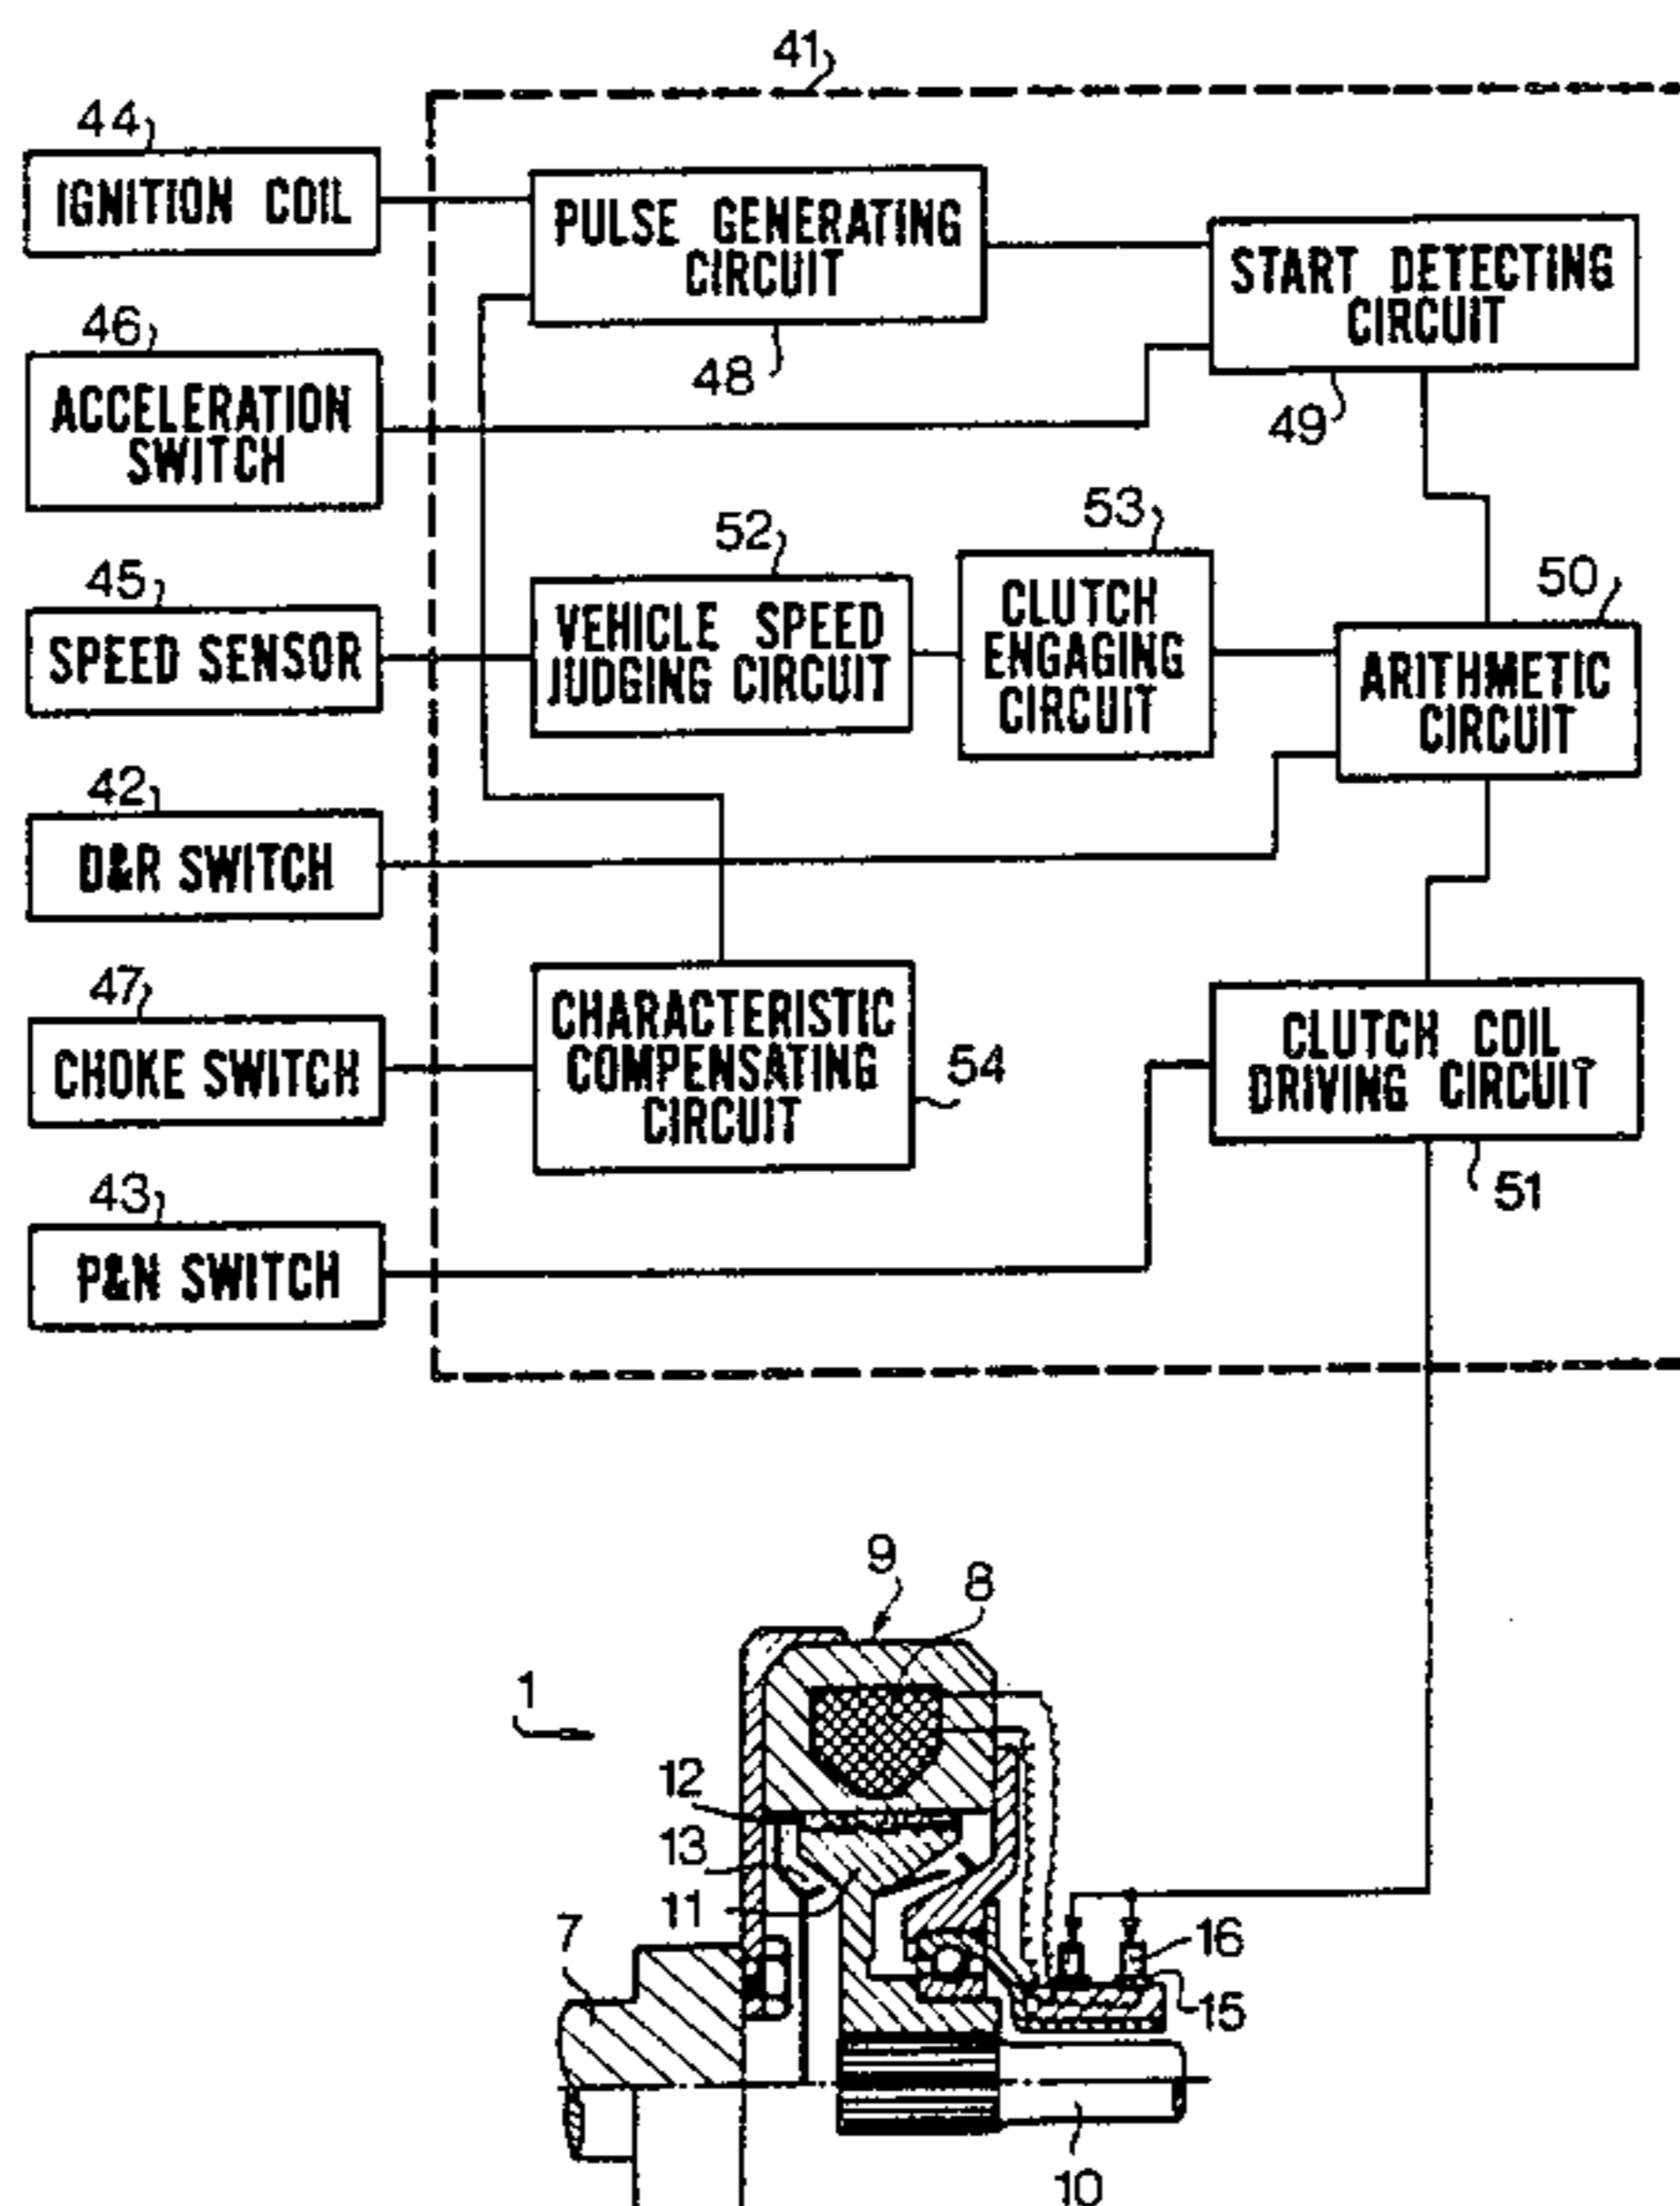 41
44
IGNITION COIL
PULSE GENERATING
CIRCUIT
48
START DETECTING
CIRCUIT
49
46
ACCELERATION
SWITCH
45
SPEED SENSOR
52
VEHICLE SPEED
JUDGING CIRCUIT
53
CLUTCH
ENGAGING
CIRCUIT
50
ARITHMETIC
CIRCUIT
42
D&R SWITCH
47
CHOKE SWITCH
CHARACTERISTIC
COMPENSATING
CIRCUIT
54
CLUTCH COIL
DRIVING CIRCUIT
51
43
P&N SWITCH
9
8
1
12
13
11
7
16
15
10